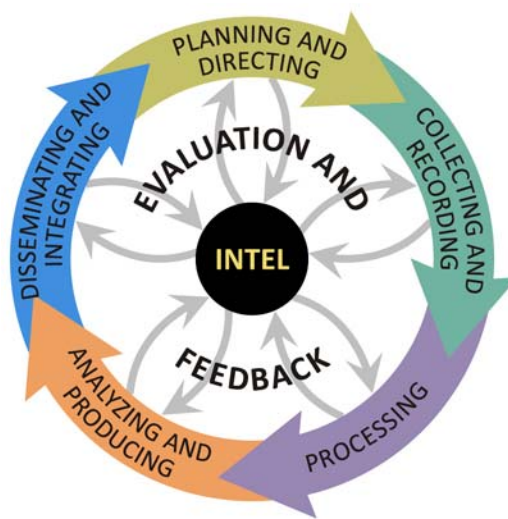 PLANNING AND
DIRECTING
COLLECTING AND
RECORDING
PROCESSING
ANALYZING AND
PRODUCING
DISSEMINATING AND
INTEGRATING
EVALUATION AND
INTEL
FEEDBACK